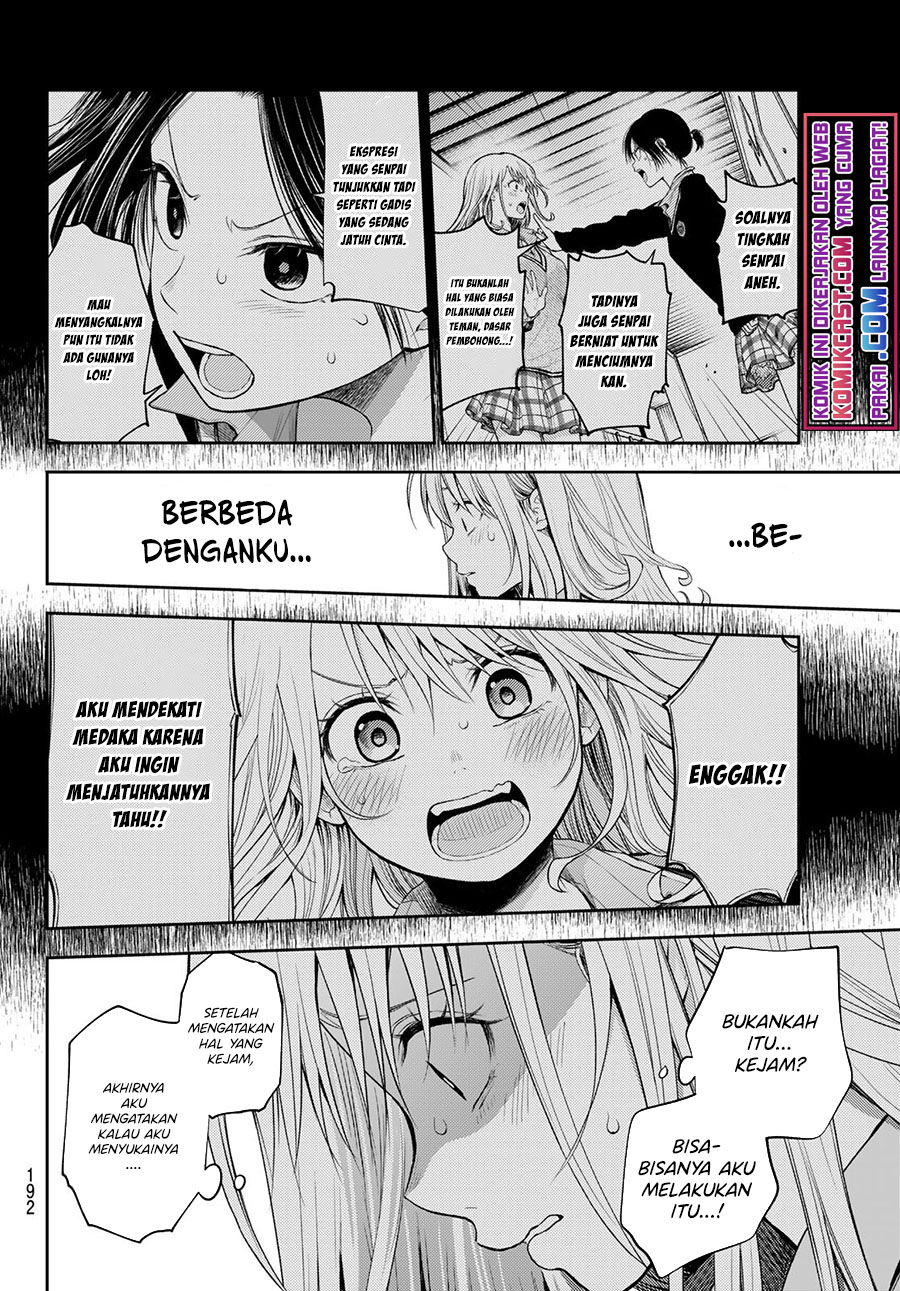 SOALNYA
TINGKAH
SENPAI
ANEH.
TADINYA
JUGA SENPAI
BERNIAT UNTUK
MENCIUMNYA
KAN.
ITU BUKANLAH
HAL YANG BIASA
DILAKUKAN OLEH
TEMAN, DASAR
PEMBOHONG...!
EKSPRESI
YANG SENPAI
TUNJUKKAN TADI
SEPERTI GADIS
YANG SEDANG
JATUH CINTA.
MAU
MENYANGKALNYA
PUN ITU TIDAK
ADA GUNANYA
LOH!
KOMIK INI DIKERJAKAN OLEH WEB
KOMIKCAST.COM YANG CUMA
PAKAI .COM LAINNYA PLAGIAT!
...BE-
BERBEDA
DENGANKU...
ENGGAK!!
AKU MENDEKATI
MEDAKA KARENA
AKU INGIN
MENJATUHKANNYA
TAHU!!
BUKANKAH
ITU...
KEJAM?
BISA-
BISANYA AKU
MELAKUKAN
ITU...!
SETELAH
MENGATAKAN
HAL YANG
KEJAM,
AKHIRNYA
AKU
MENGATAKAN
KALAU AKU
MENYUKAINYA
....
192